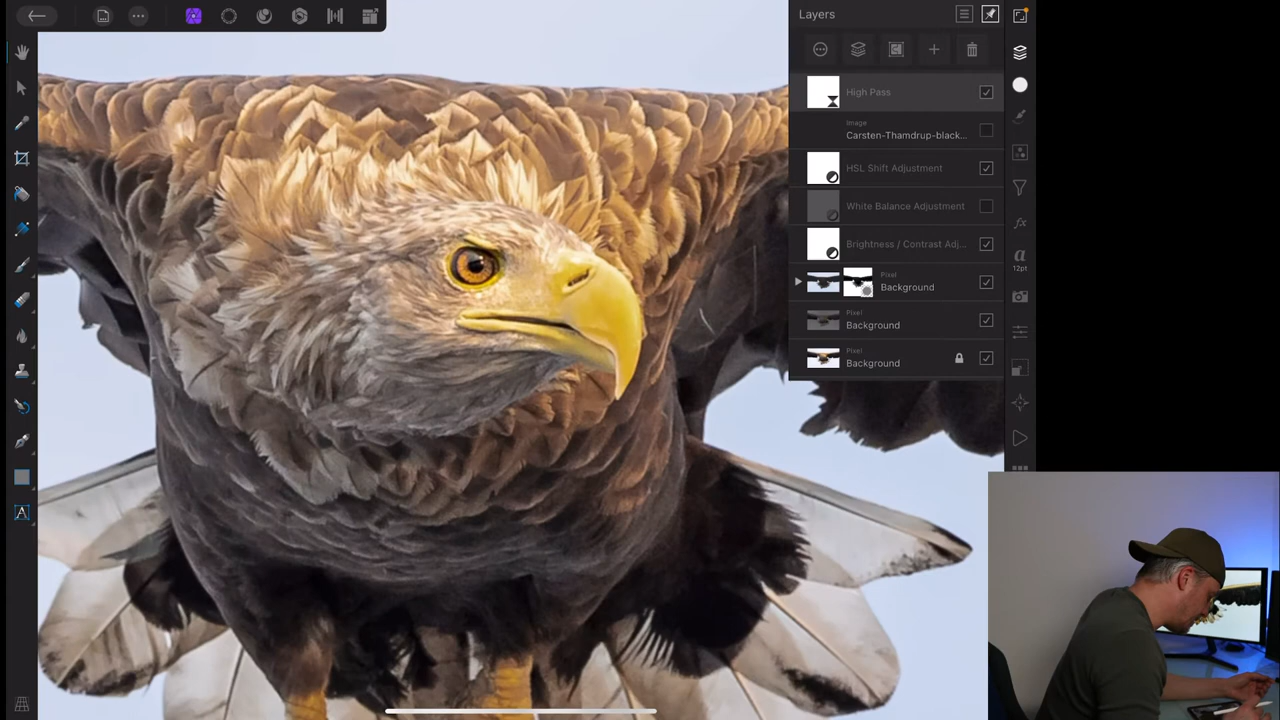 Layers
High Pass
Image
Carsten-Thamdrup-black...
HSL Shift Adjustment
White Balance Adjustment
Brightness / Contrast Adj...
Pixel
Background
Pixel
Background
Pixel
Background
a
12pt
A